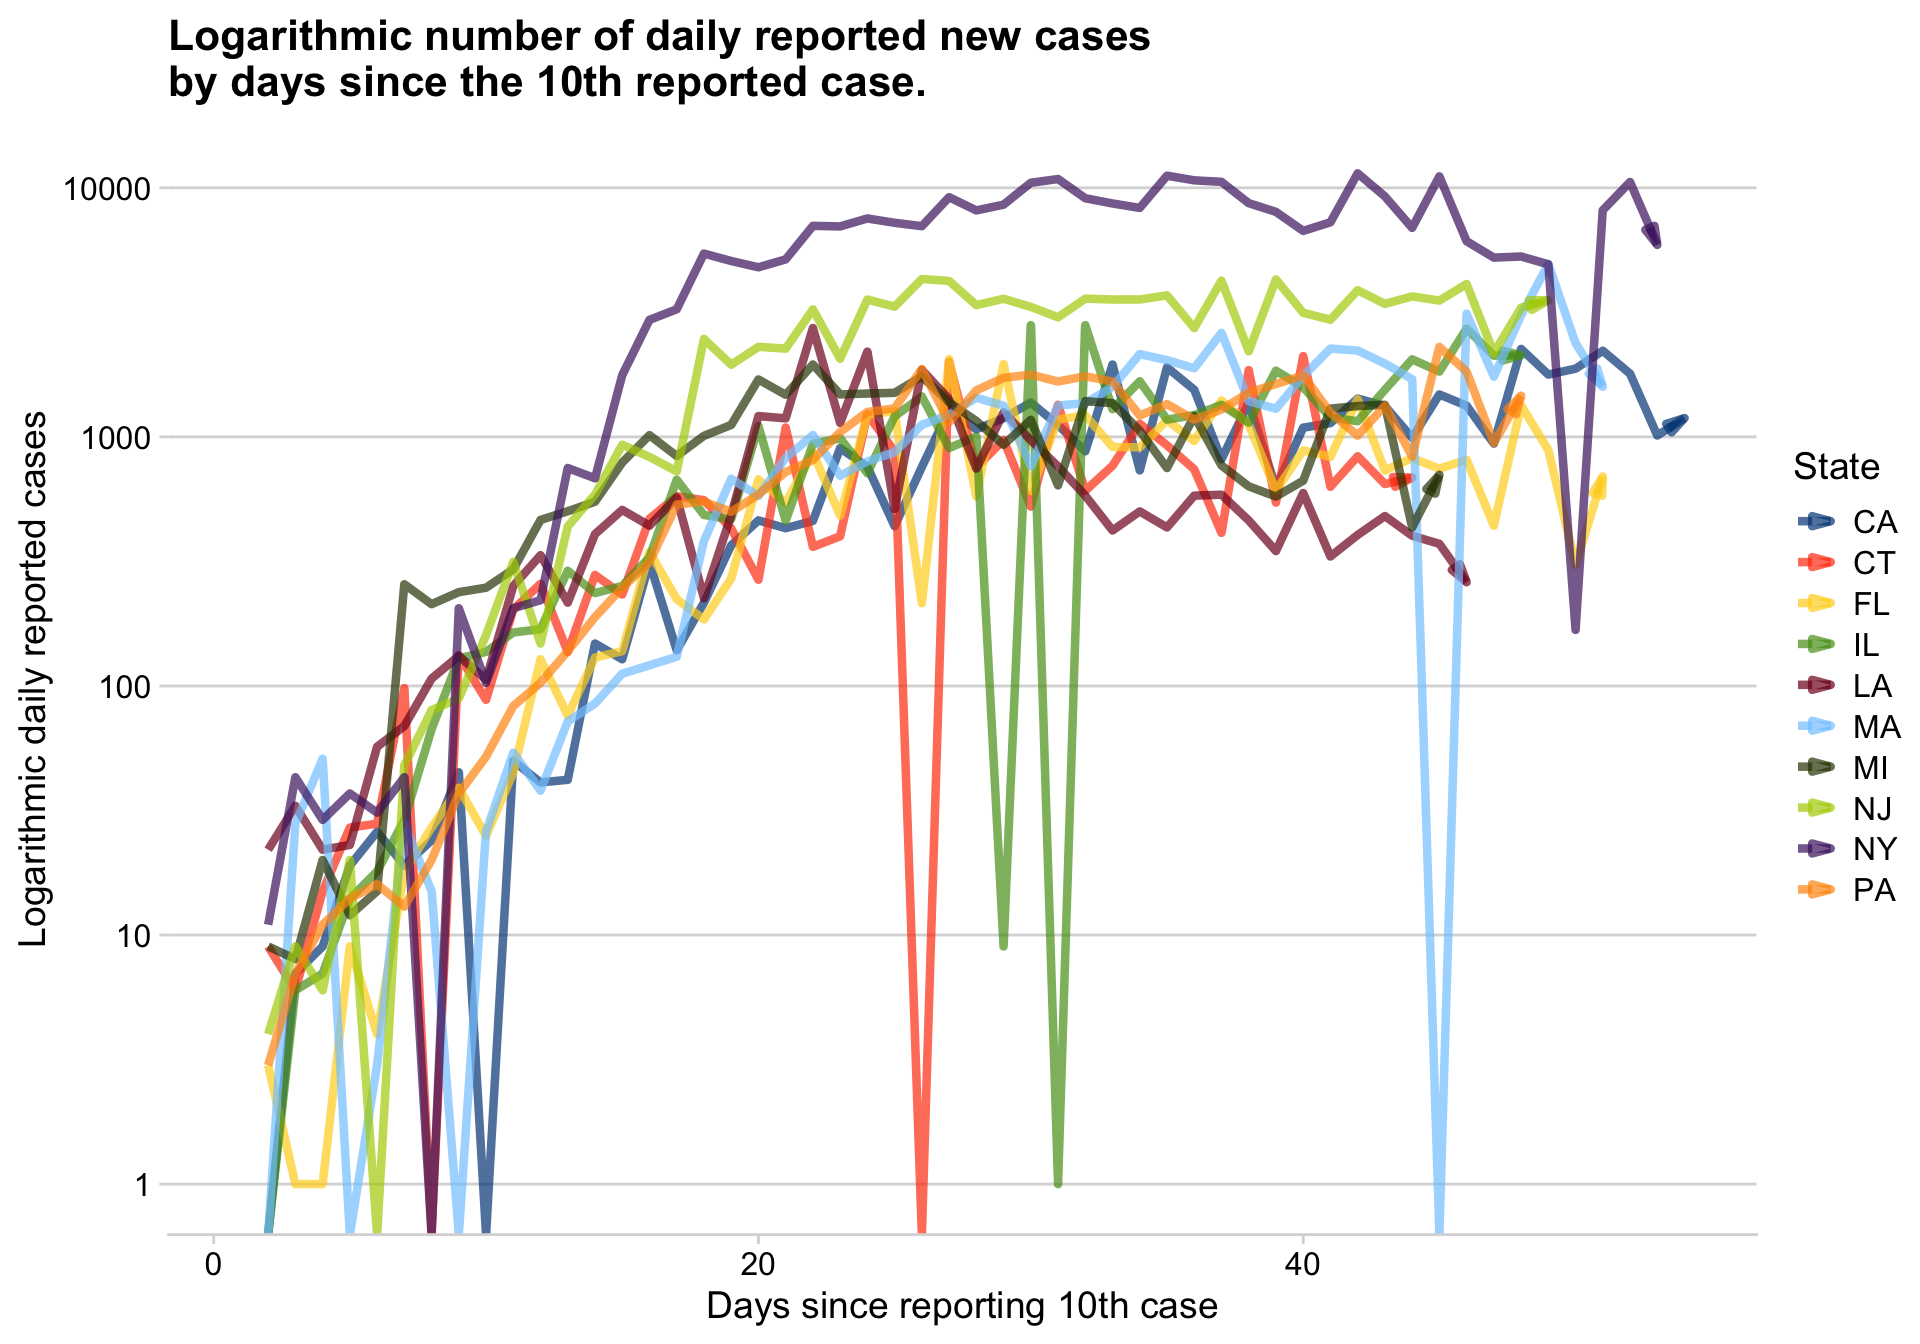 Logarithmic number of daily reported new cases
by days since the 10th reported case.
Logarithmic daily reported cases
10000
1000
100
10
1
0
20
40
Days since reporting 10th case
State
CA
CT
FL
IL
LA
MA
MI
NJ
NY
PA